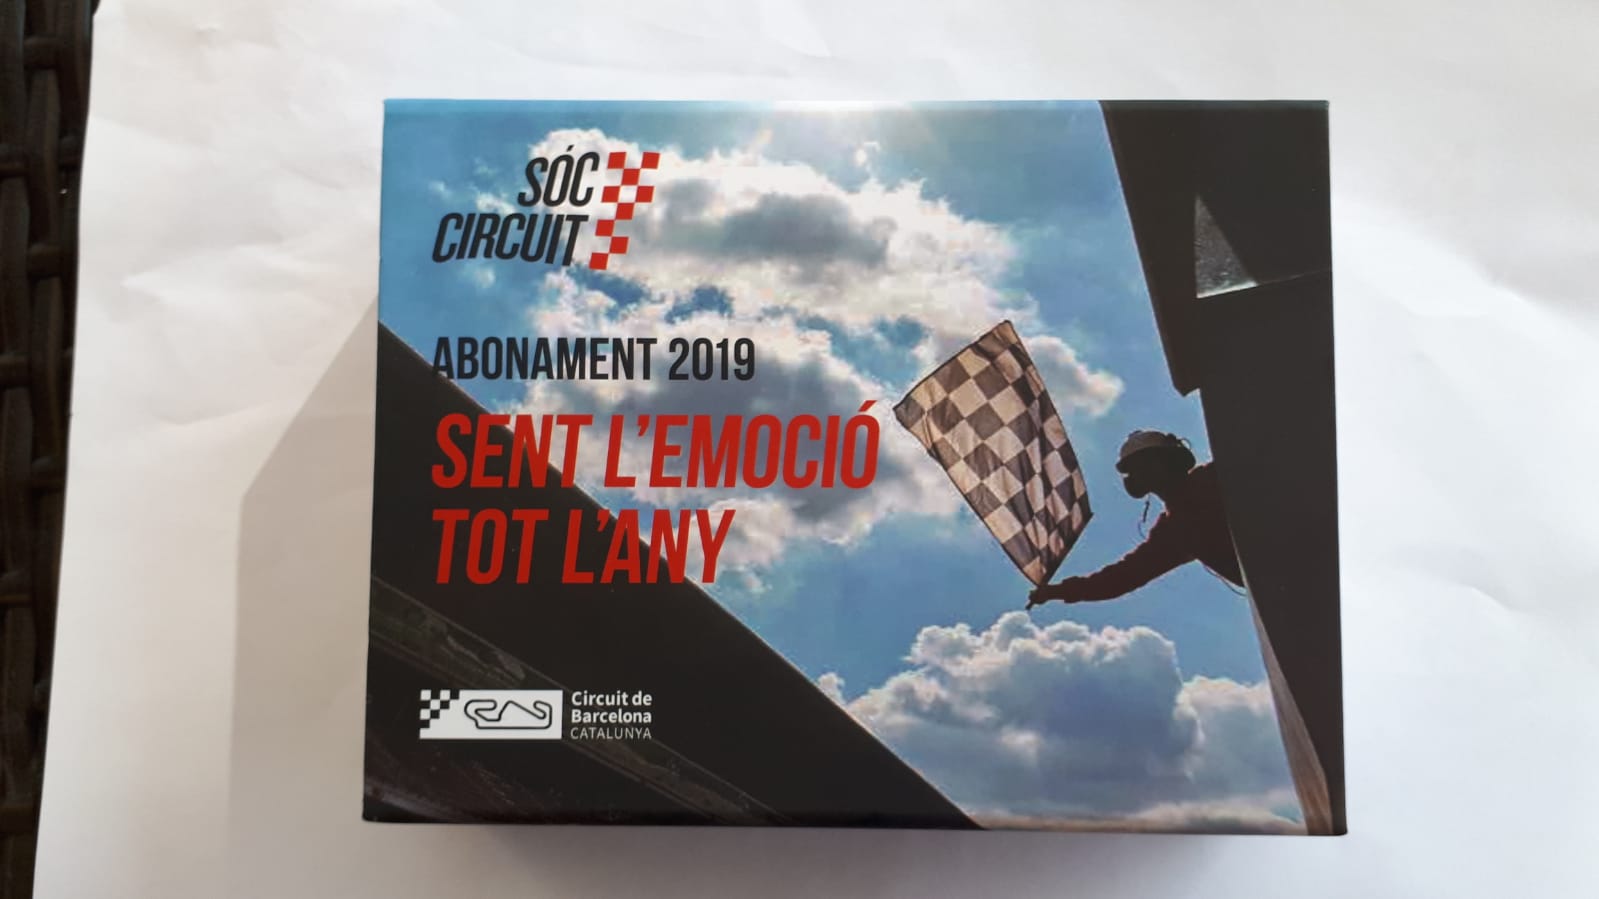 SÓC
CIRCUIT
ABONAMENT 2019
SENT L'EMOCIÓ
TOT L'ANY
Circuit de
Barcelona
CATALUNYA